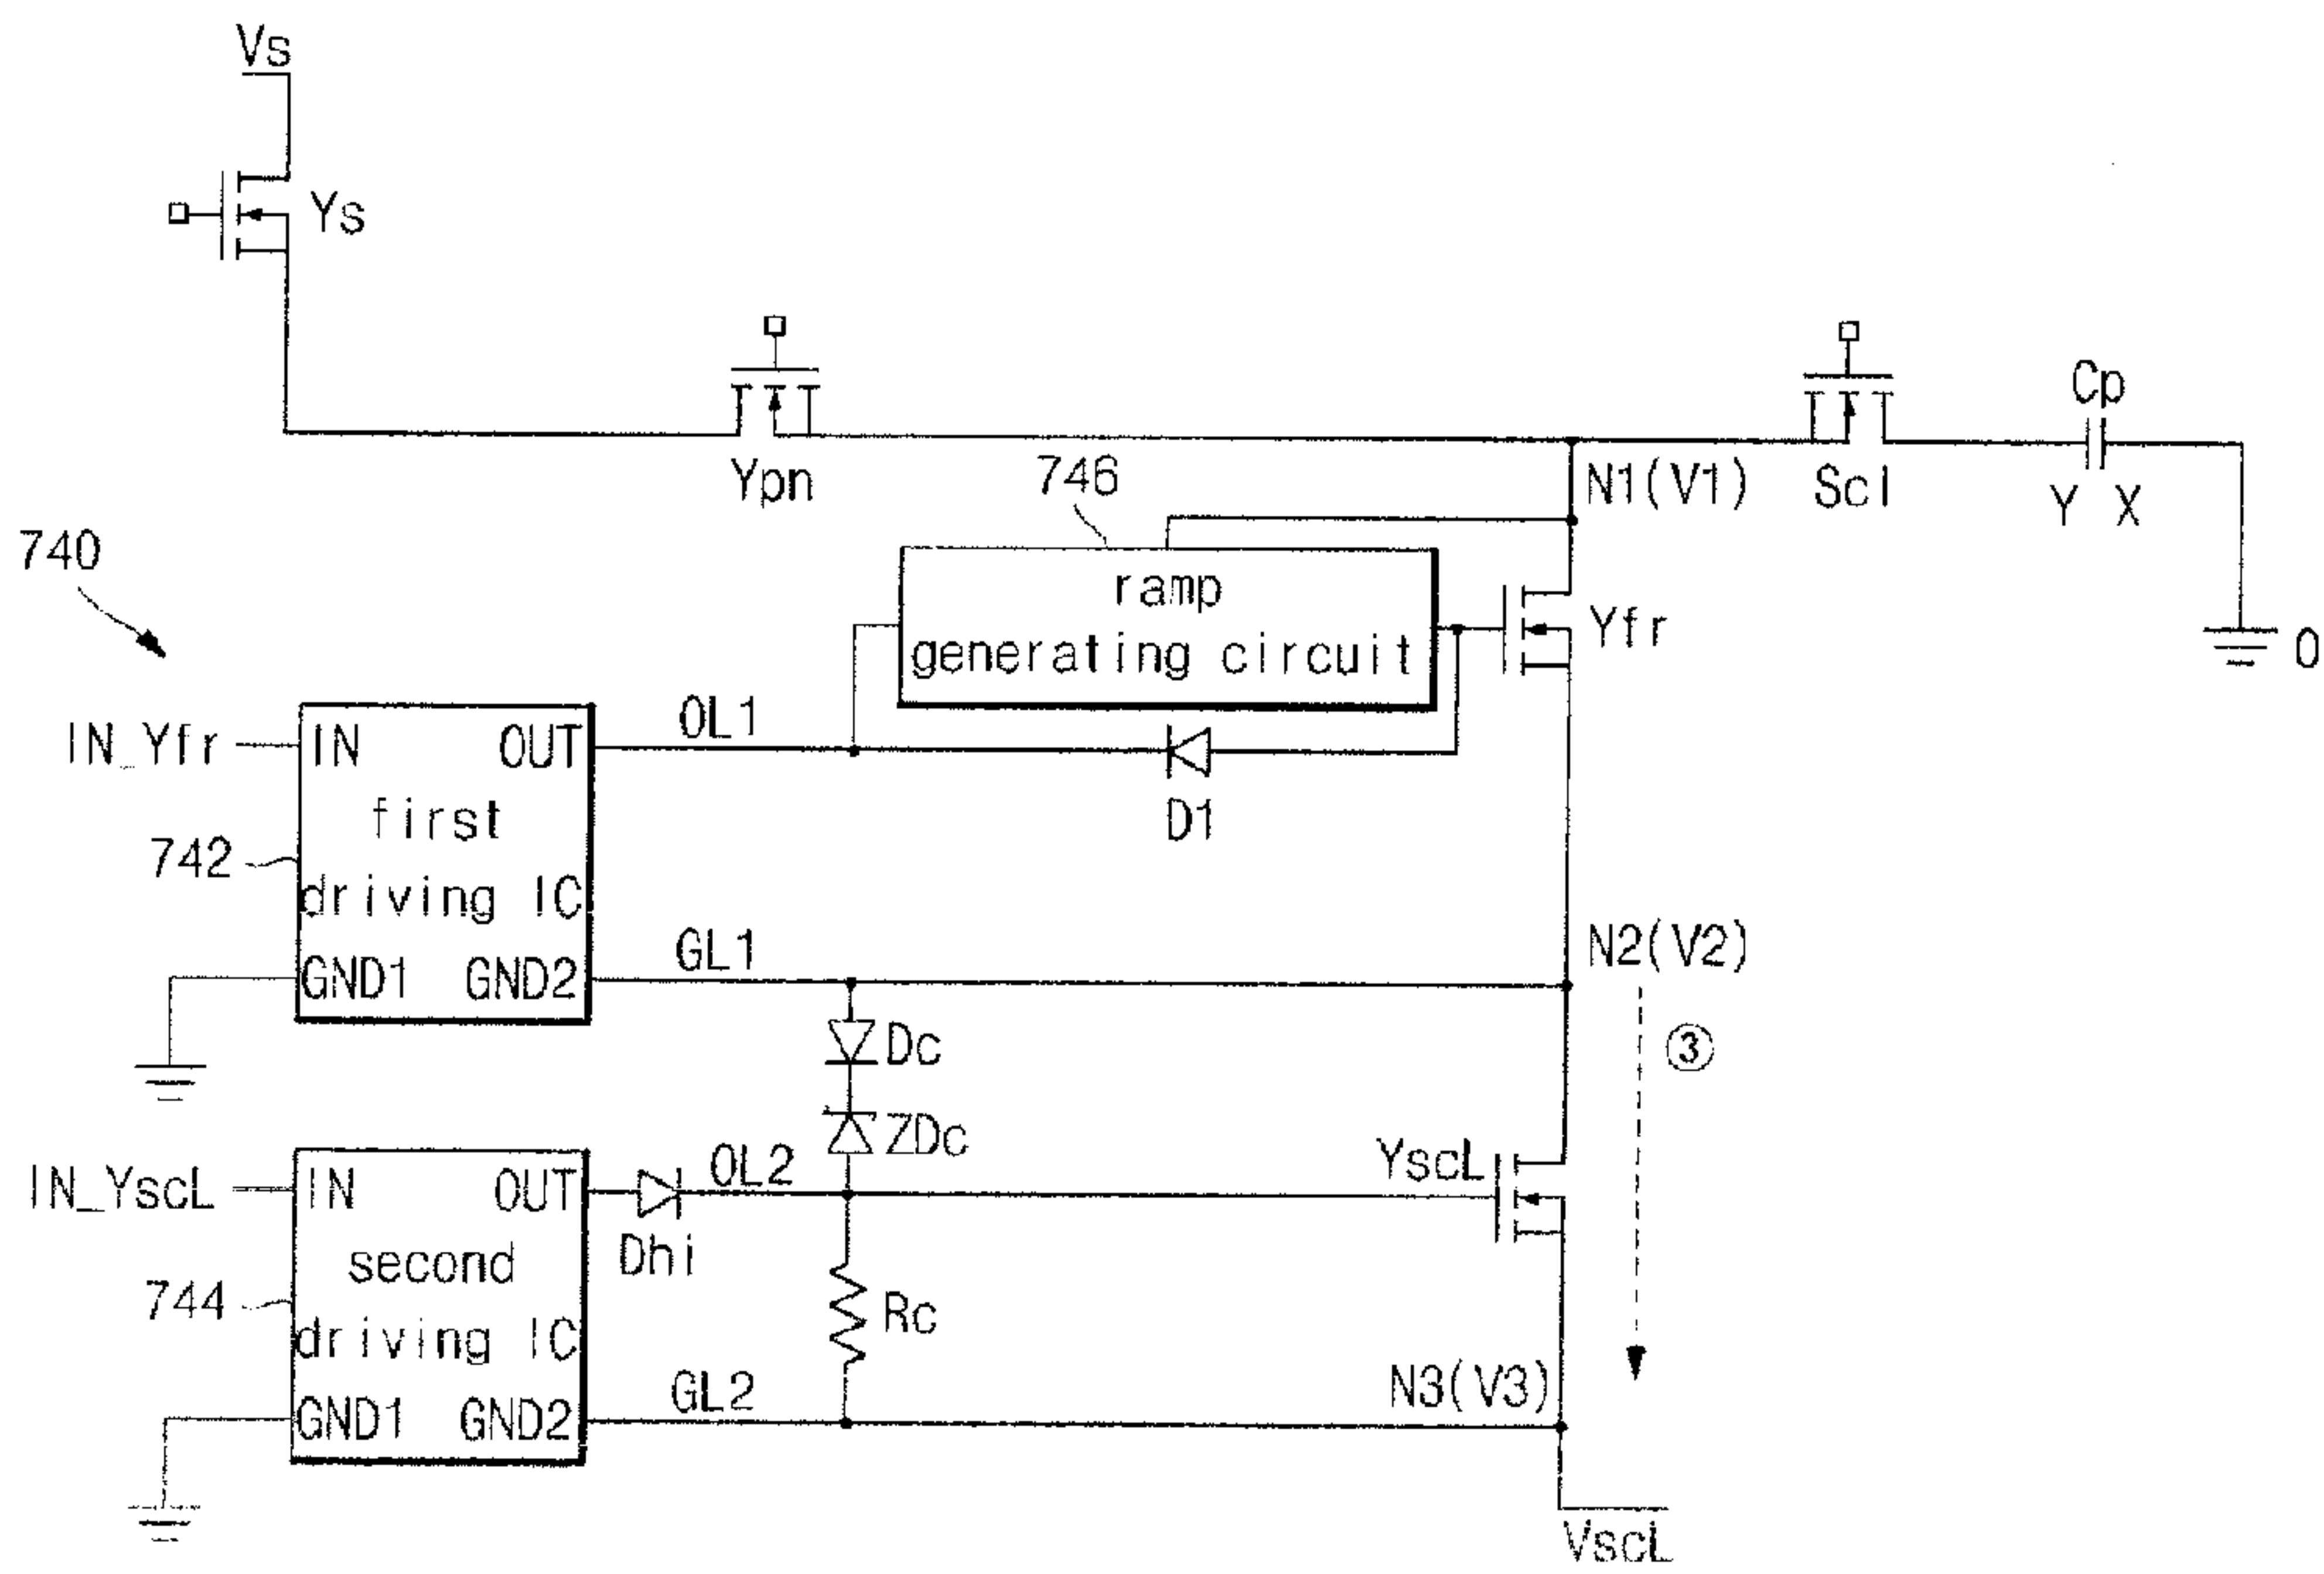 Vs
Ys
Cp
Ypn
746
N1(V1)
Scl
Y X
740
ramp
generating circuit
Yfr
0
OL1
IN_Yfr
IN OUT
D1
first
742
driving IC
GL1
N2(V2)
GND1 GND2
Dc
③
ZDc
OL2
YscL
IN_YscL
IN OUT
Dhi
second
744
Rc
driving IC
GL2
N3(V3)
GND1 GND2
VscL